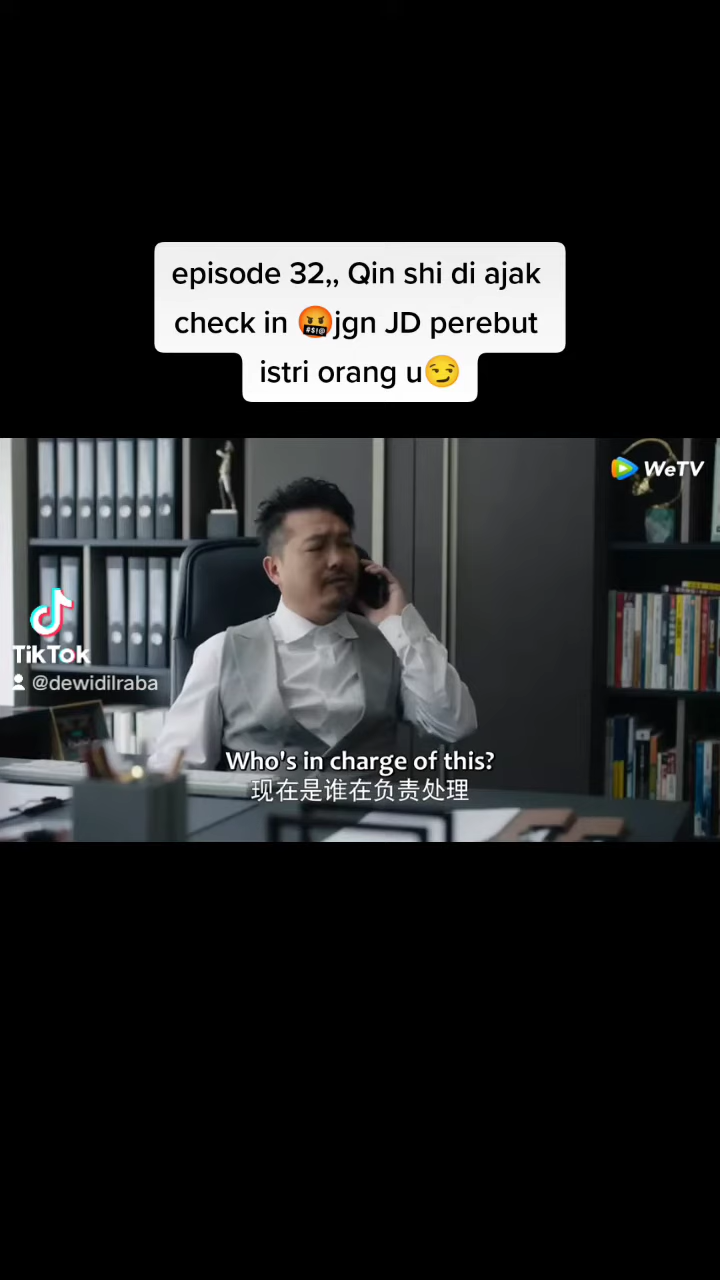 episode 32,, Qin shi di ajak
check in 🤬jgn JD perebut
istri orang u😏
WeTV
TikTok
@dewidilraba
Who's in charge of this?
现在是谁在负责处理